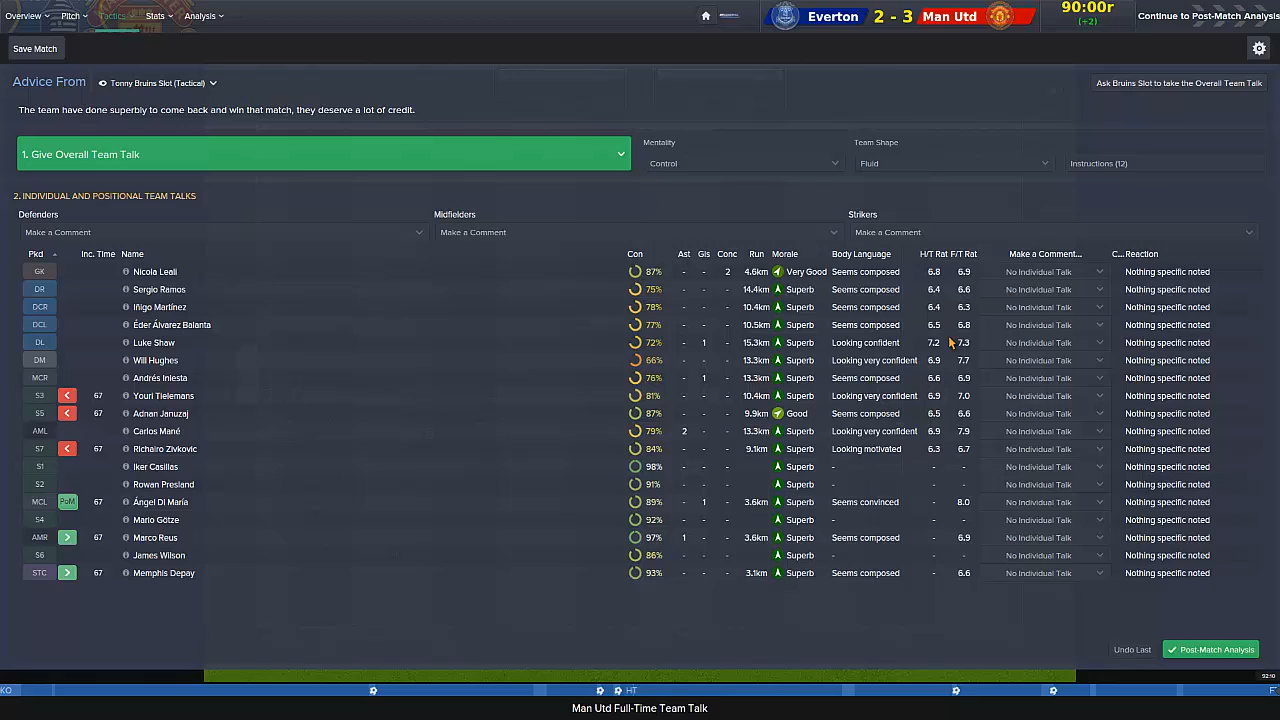 Overview Pitch Tactics Stats Analysis Everton 2 - 3 Man Utd 90:00r (+2) Continue to Post-Match Analysis
Save Match
Advice From Tonny Bruins Slot (Tactical) Ask Bruins Slot to take the Overall Team Talk
The team have done superbly to come back and win that match, they deserve a lot of credit.
1. Give Overall Team Talk
Mentality Team Shape
Control Fluid Instructions (12)
2. INDIVIDUAL AND POSITIONAL TEAM TALKS
Defenders Midfielders Strikers
Make a Comment Make a Comment Make a Comment
Pkd Inc. Time Name Con Ast Gls Conc Run Morale Body Language H/T Rat F/T Rat Make a Comment... C... Reaction
GK Nicola Leali 87% - - 2 4.6km Very Good Seems composed 6.8 6.9 No Individual Talk Nothing specific noted
DR Sergio Ramos 75% - - - 14.4km Superb Seems composed 6.4 6.6 No Individual Talk Nothing specific noted
DCR Iñigo Martínez 78% - - - 10.4km Superb Seems composed 6.4 6.3 No Individual Talk Nothing specific noted
DCL Éder Álvarez Balanta 77% - - - 10.5km Superb Seems composed 6.5 6.8 No Individual Talk Nothing specific noted
DL Luke Shaw 72% - 1 - 15.3km Superb Looking confident 7.2 7.3 No Individual Talk Nothing specific noted
DM Will Hughes 66% - - - 13.3km Superb Looking very confident 6.9 7.7 No Individual Talk Nothing specific noted
MCR Andrés Iniesta 76% - 1 - 13.3km Superb Seems composed 6.6 6.9 No Individual Talk Nothing specific noted
S3 67 Youri Tielemans 81% - - - 10.4km Superb Looking very confident 6.9 7.0 No Individual Talk Nothing specific noted
S5 67 Adnan Januzaj 87% - - - 9.9km Good Seems composed 6.5 6.6 No Individual Talk Nothing specific noted
AML Carlos Mané 79% 2 - - 13.3km Superb Looking very confident 6.9 7.9 No Individual Talk Nothing specific noted
S7 67 Richairo Zivkovic 84% - - - 9.1km Superb Looking motivated 6.3 6.7 No Individual Talk Nothing specific noted
S1 Iker Casillas 98% Superb - - - No Individual Talk Nothing specific noted
S2 Rowan Presland 91% Superb - - - No Individual Talk Nothing specific noted
MCL PoM 67 Ángel Di María 89% - 1 - 3.6km Superb Seems convinced - 8.0 No Individual Talk Nothing specific noted
S4 Mario Götze 92% Superb - - - No Individual Talk Nothing specific noted
AMR 67 Marco Reus 97% 1 - - 3.6km Superb Seems composed - 6.9 No Individual Talk Nothing specific noted
S6 James Wilson 86% Superb - - - No Individual Talk Nothing specific noted
STC 67 Memphis Depay 93% - - - 3.1km Superb Seems composed - 6.6 No Individual Talk Nothing specific noted
Undo Last Post-Match Analysis
92:10
KO HT F
Man Utd Full-Time Team Talk